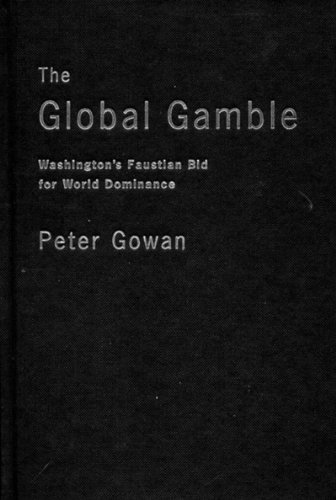 The
Global Gamble
Washington's Faustian Bid
for World Dominance
Peter Gowan